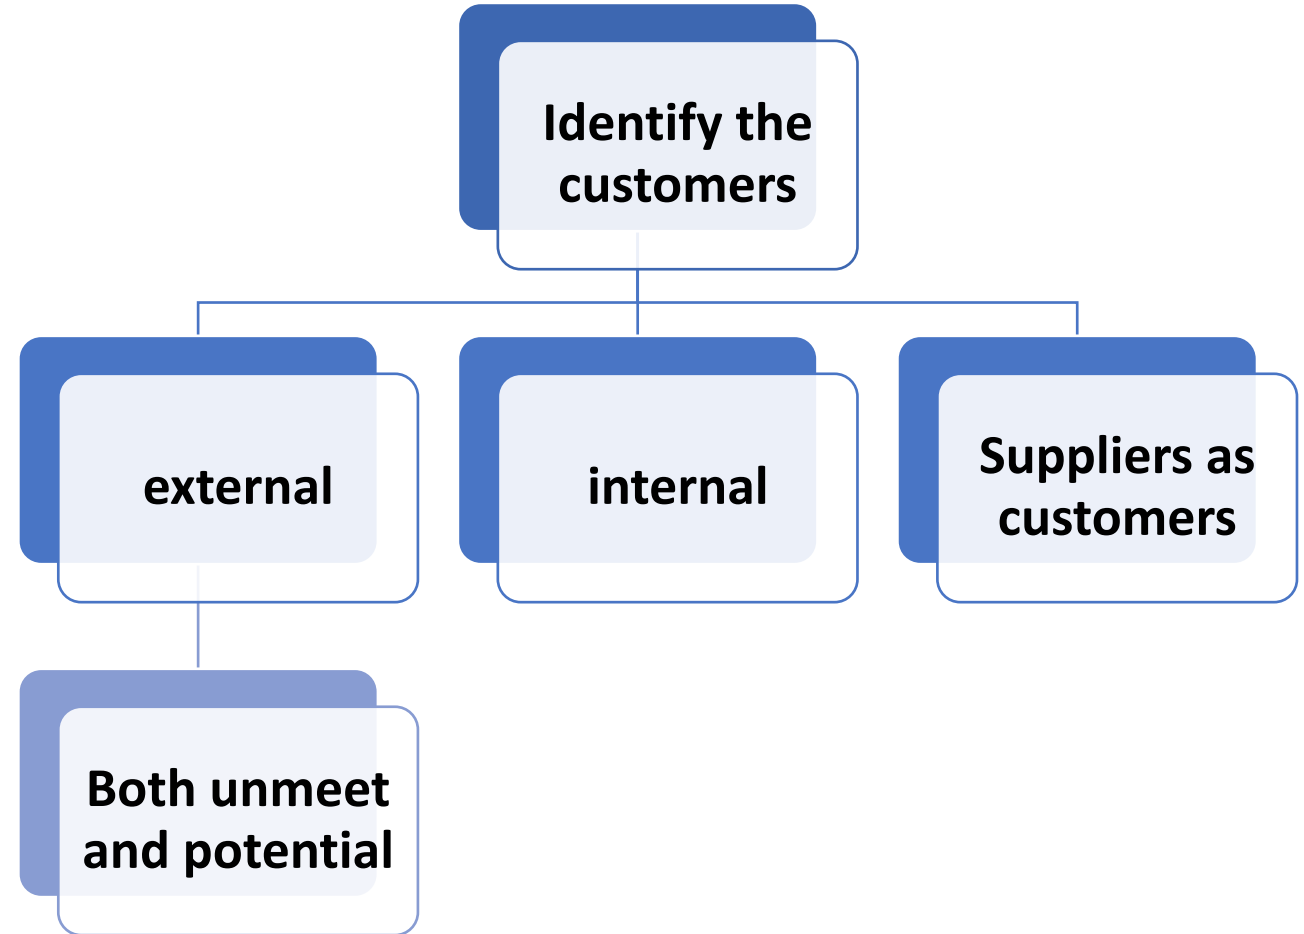 Identify the
customers
external
internal
Suppliers as
customers
Both unmeet
and potential